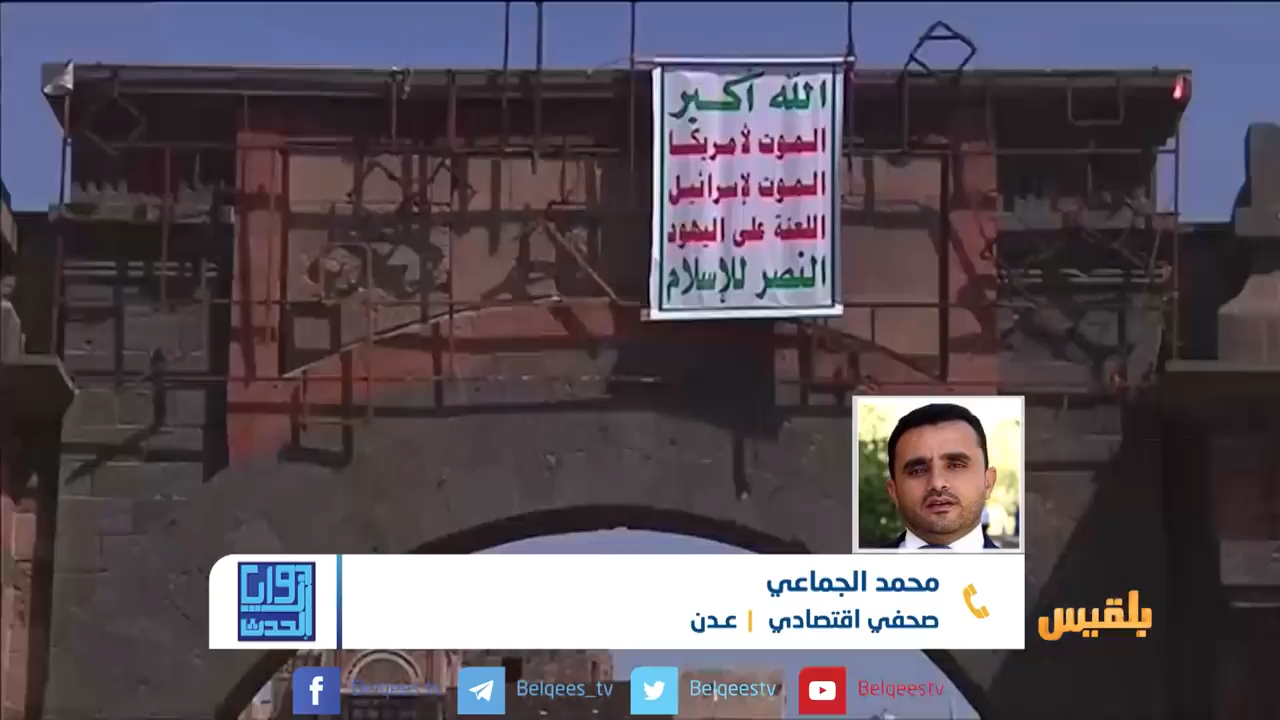 الله أكبر
الموت لأمريكا
الموت لإسرائيل
اللعنة على اليهود
النصر للإسلام
محمد الجماعي
صحفي اقتصادي | عدن
بلقيس
زوايا الحدث
Belqees_tv
Belqees_tv
Belqeestv
Belqeestv